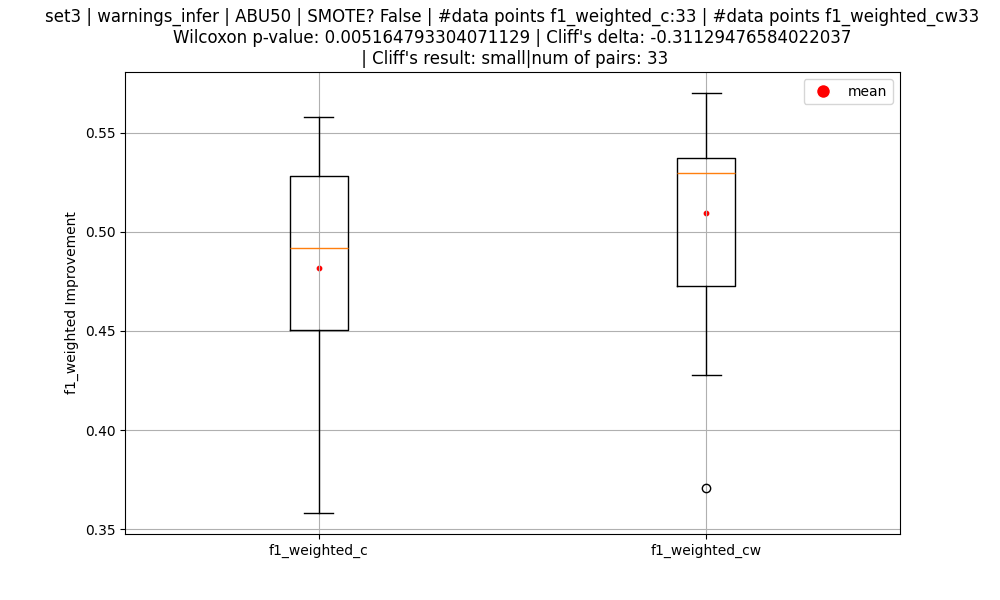 set3 | warnings_infer | ABU50 | SMOTE? False | #data points f1_weighted_c:33 | #data points f1_weighted_cw33
Wilcoxon p-value: 0.005164793304071129 | Cliff's delta: -0.31129476584022037
| Cliff's result: small|num of pairs: 33
mean
0.55
0.50
0.45
0.40
0.35
f1_weighted Improvement
f1_weighted_c
f1_weighted_cw